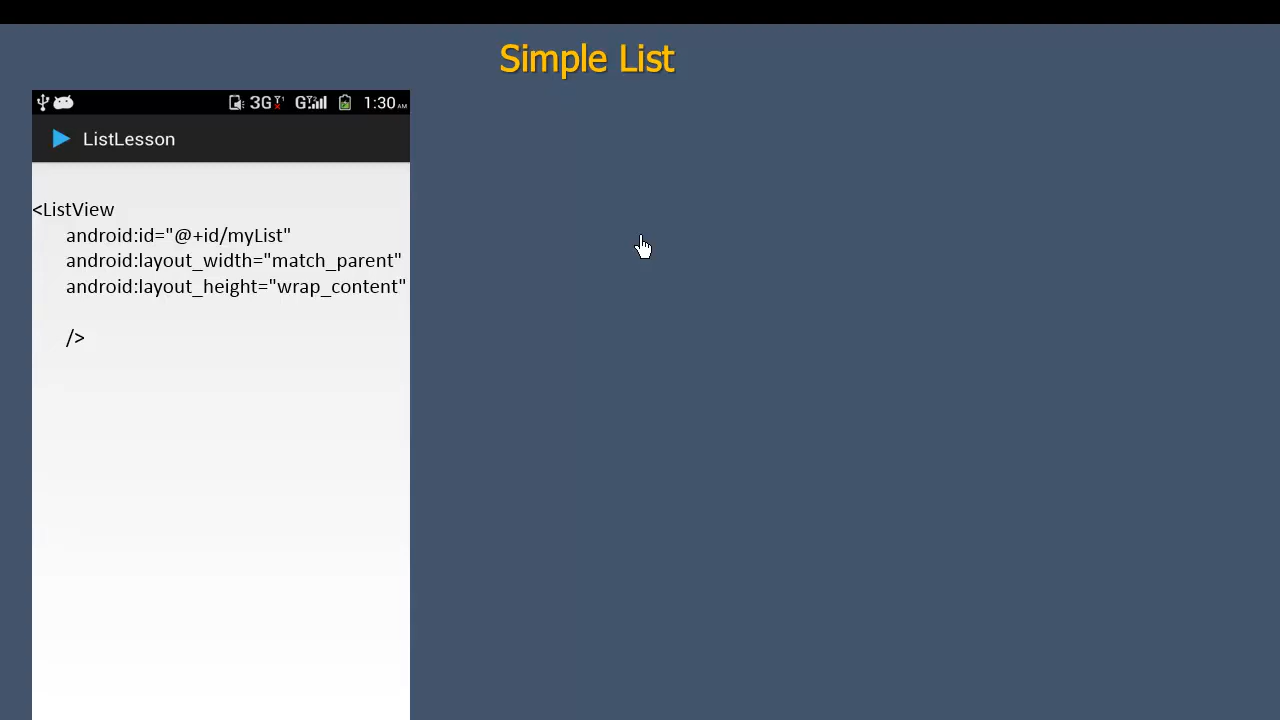 Simple List
3G G 1:30 AM
ListLesson
<ListView
android:id="@+id/myList"
android:layout_width="match_parent"
android:layout_height="wrap_content"
/>